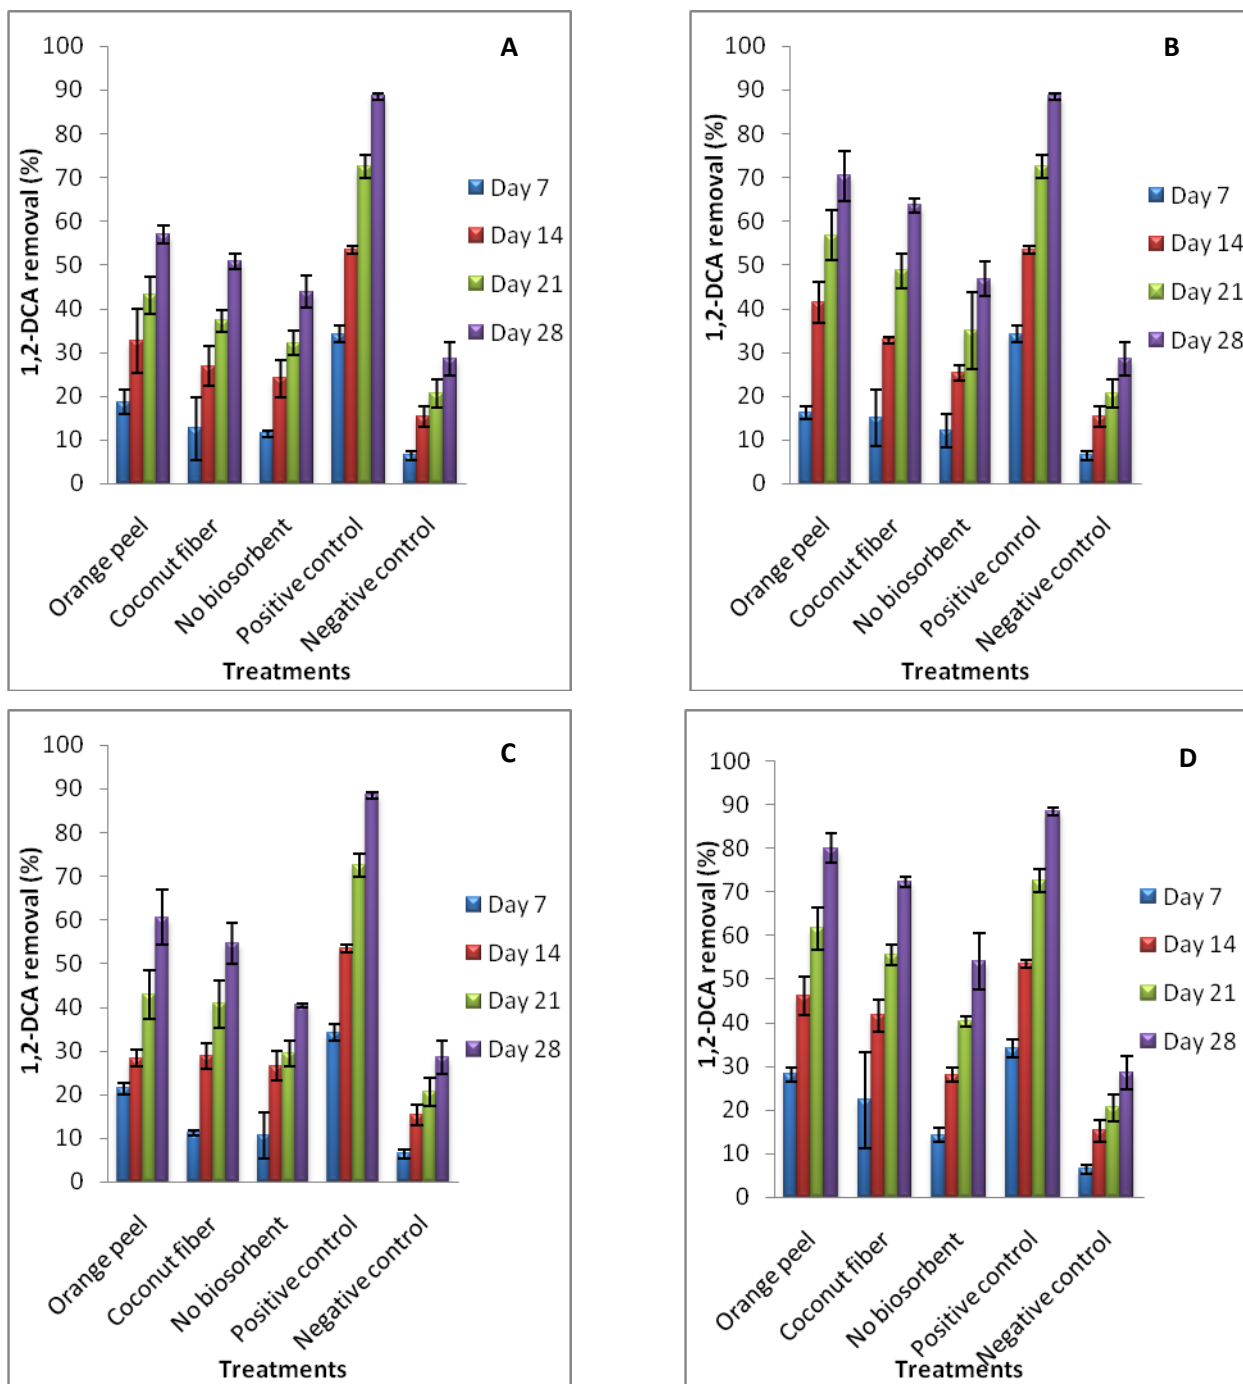 A
1,2-DCA removal (%)
100
90
80
70
60
50
40
30
20
10
0
Orange peel
Coconut fiber
No biosorbent
Positive control
Negative control
Treatments
Day 7
Day 14
Day 21
Day 28
B
1,2-DCA removal (%)
100
90
80
70
60
50
40
30
20
10
0
Orange peel
Coconut fiber
No biosorbent
Positive conrol
Negative control
Treatments
Day 7
Day 14
Day 21
Day 28
C
1,2-DCA removal (%)
100
90
80
70
60
50
40
30
20
10
0
Orange peel
Coconut fiber
No biosorbent
Positive control
Negative control
Treatments
Day 7
Day 14
Day 21
Day 28
D
1,2-DCA removal (%)
100
90
80
70
60
50
40
30
20
10
0
Orange peel
Coconut fiber
No biosorbent
Positive control
Negative control
Treatments
Day 7
Day 14
Day 21
Day 28